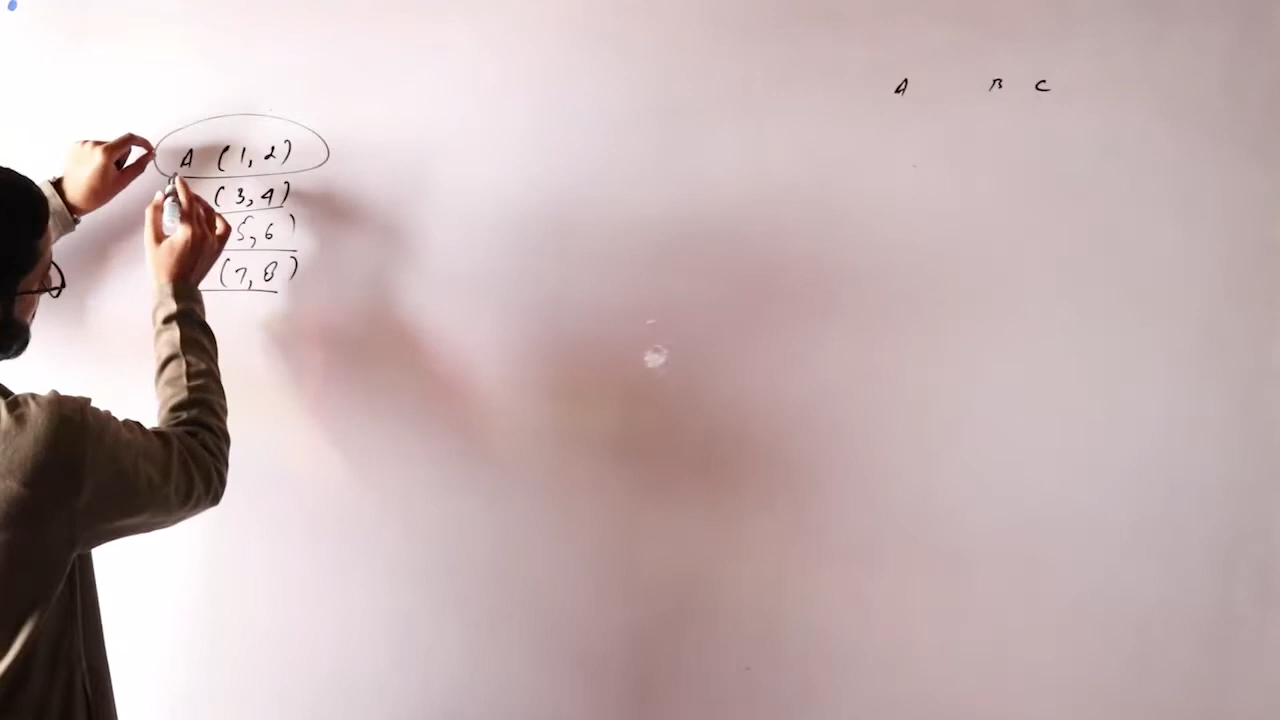 A B C
A (1, 2)
(3, 4)
5, 6)
(7, 8)